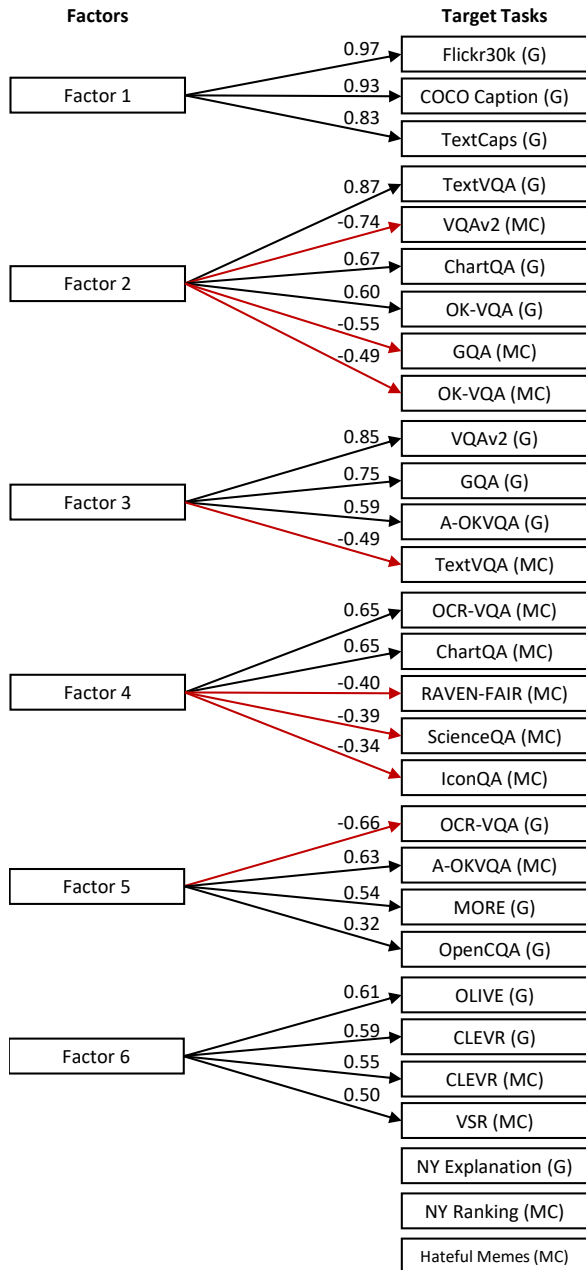 Factors
Target Tasks
Factor 1
0.97
Flickr30k (G)
0.93
COCO Caption (G)
0.83
TextCaps (G)
Factor 2
0.87
TextVQA (G)
-0.74
VQAv2 (MC)
0.67
ChartQA (G)
0.60
OK-VQA (G)
-0.55
GQA (MC)
-0.49
OK-VQA (MC)
Factor 3
0.85
VQAv2 (G)
0.75
GQA (G)
0.59
A-OKVQA (G)
-0.49
TextVQA (MC)
Factor 4
0.65
OCR-VQA (MC)
0.65
ChartQA (MC)
-0.40
RAVEN-FAIR (MC)
-0.39
ScienceQA (MC)
-0.34
IconQA (MC)
Factor 5
-0.66
OCR-VQA (G)
0.63
A-OKVQA (MC)
0.54
MORE (G)
0.32
OpenCQA (G)
Factor 6
0.61
OLIVE (G)
0.59
CLEVR (G)
0.55
CLEVR (MC)
0.50
VSR (MC)
NY Explanation (G)
NY Ranking (MC)
Hateful Memes (MC)